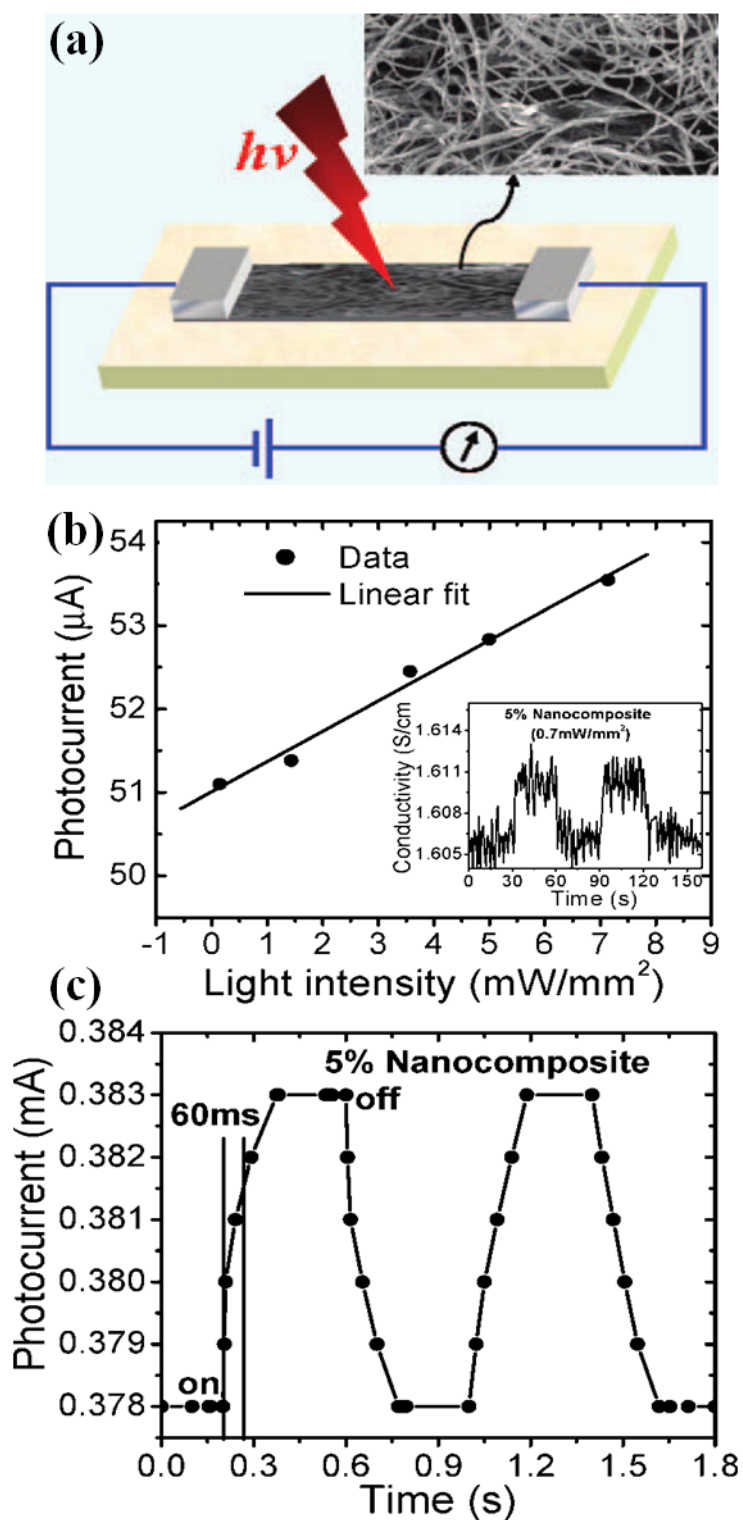 (a)
hν
(b)
54
53
52
51
50
Photocurrent (μA)
Data
Linear fit
1.614
1.611
1.608
1.605
Conductivity (S/cm)
5% Nanocomposite
(0.7mW/mm²)
0 30 60 90 120
Time (s)
-1 0 1 2 3 4 5 6 7 8 9
Light intensity (mW/mm²)
(c)
0.384
0.383
0.382
0.381
0.380
0.379
0.378
Photocurrent (mA)
5% Nanocomposite
60ms
off
on
0.0 0.3 0.6 0.9 1.2 1.5 1.8
Time (s)